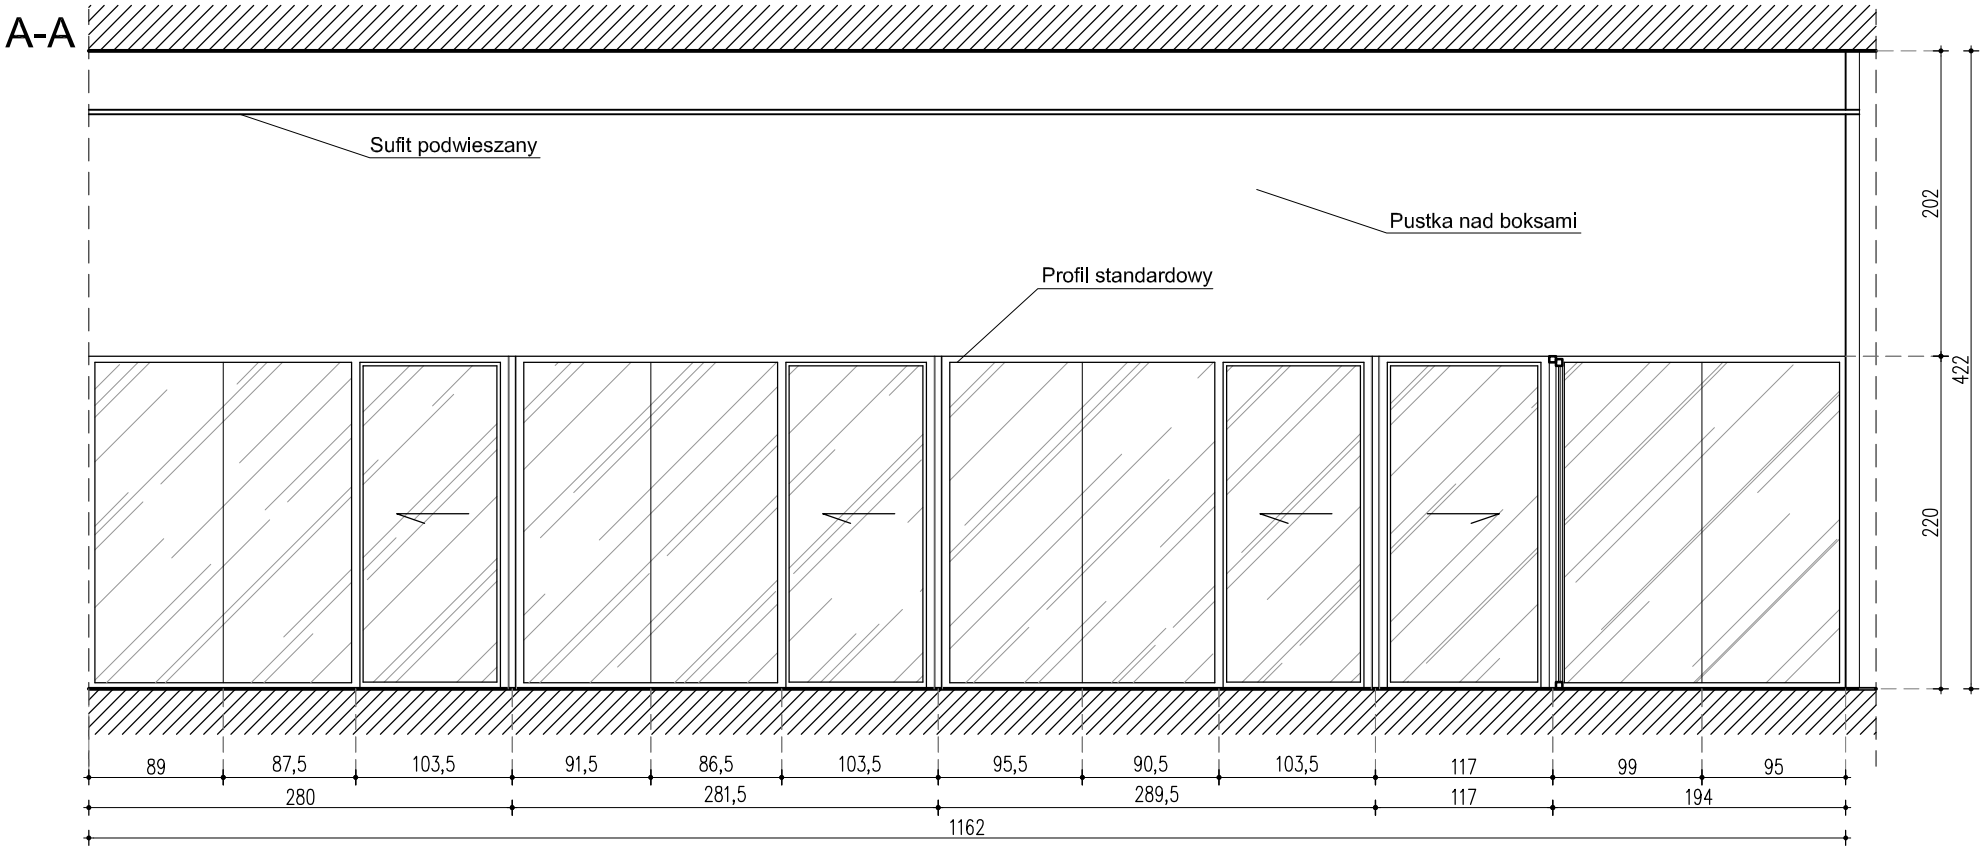 A-A
Sufit podwieszany
Pustka nad boksami
Profil standardowy
202
422
220
89 87,5 103,5 91,5 86,5 103,5 95,5 90,5 103,5 117 99 95
280 281,5 289,5 117 194
1162